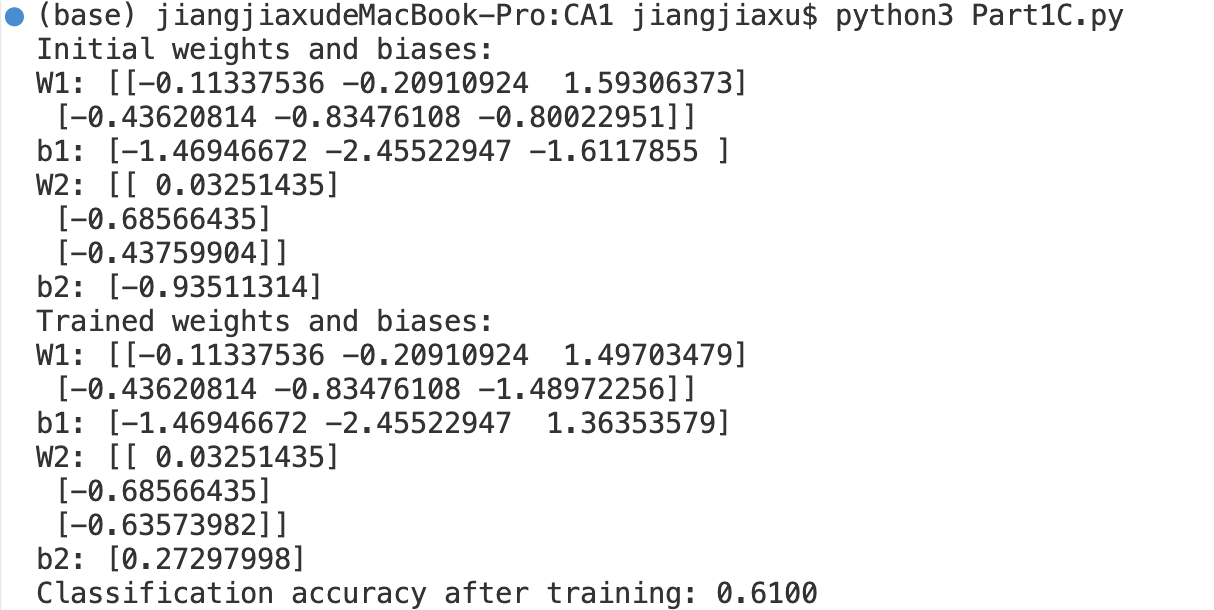 (base) jiangjiaxudeMacBook-Pro:CA1 jiangjiaxu$ python3 Part1C.py
Initial weights and biases:
W1: [[-0.11337536 -0.20910924  1.59306373]
 [-0.43620814 -0.83476108 -0.80022951]]
b1: [-1.46946672 -2.45522947 -1.6117855 ]
W2: [[ 0.03251435]
 [-0.68566435]
 [-0.43759904]]
b2: [-0.93511314]
Trained weights and biases:
W1: [[-0.11337536 -0.20910924  1.49703479]
 [-0.43620814 -0.83476108 -1.48972256]]
b1: [-1.46946672 -2.45522947  1.36353579]
W2: [[ 0.03251435]
 [-0.68566435]
 [-0.63573982]]
b2: [0.27297998]
Classification accuracy after training: 0.6100